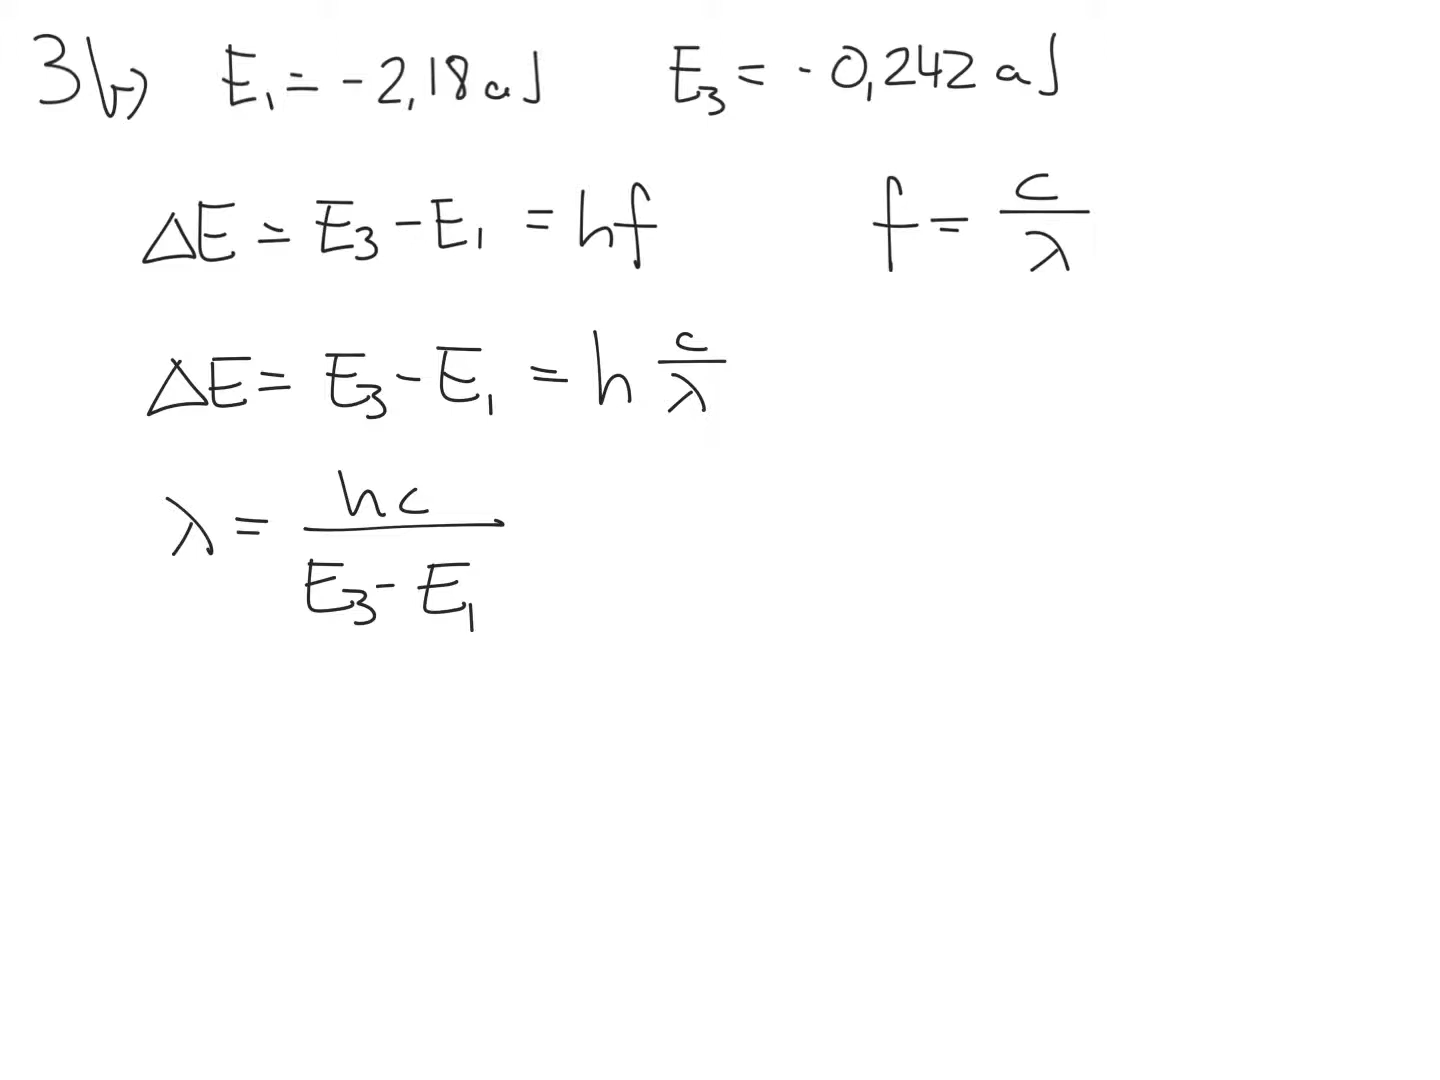 3b) E₁ = -2,18 aJ E₃ = -0,242 aJ
ΔE = E₃ - E₁ = hf f = c/λ
ΔE = E₃ - E₁ = h c/λ
λ = hc/(E₃ - E₁)